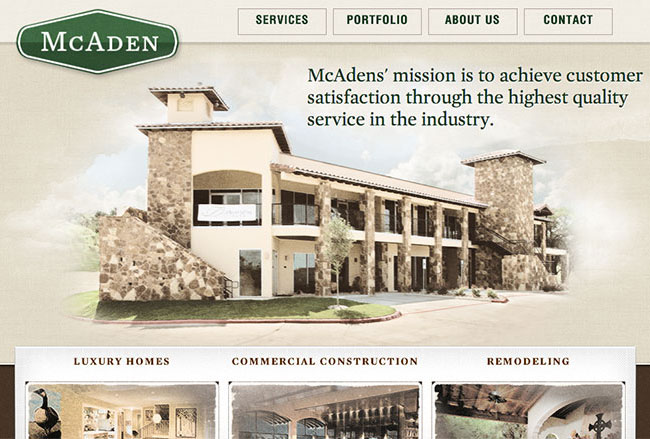 SERVICES
PORTFOLIO
ABOUT US
CONTACT
McADEN
McAdens' mission is to achieve customer
satisfaction through the highest quality
service in the industry.
LUXURY HOMES
COMMERCIAL CONSTRUCTION
REMODELING